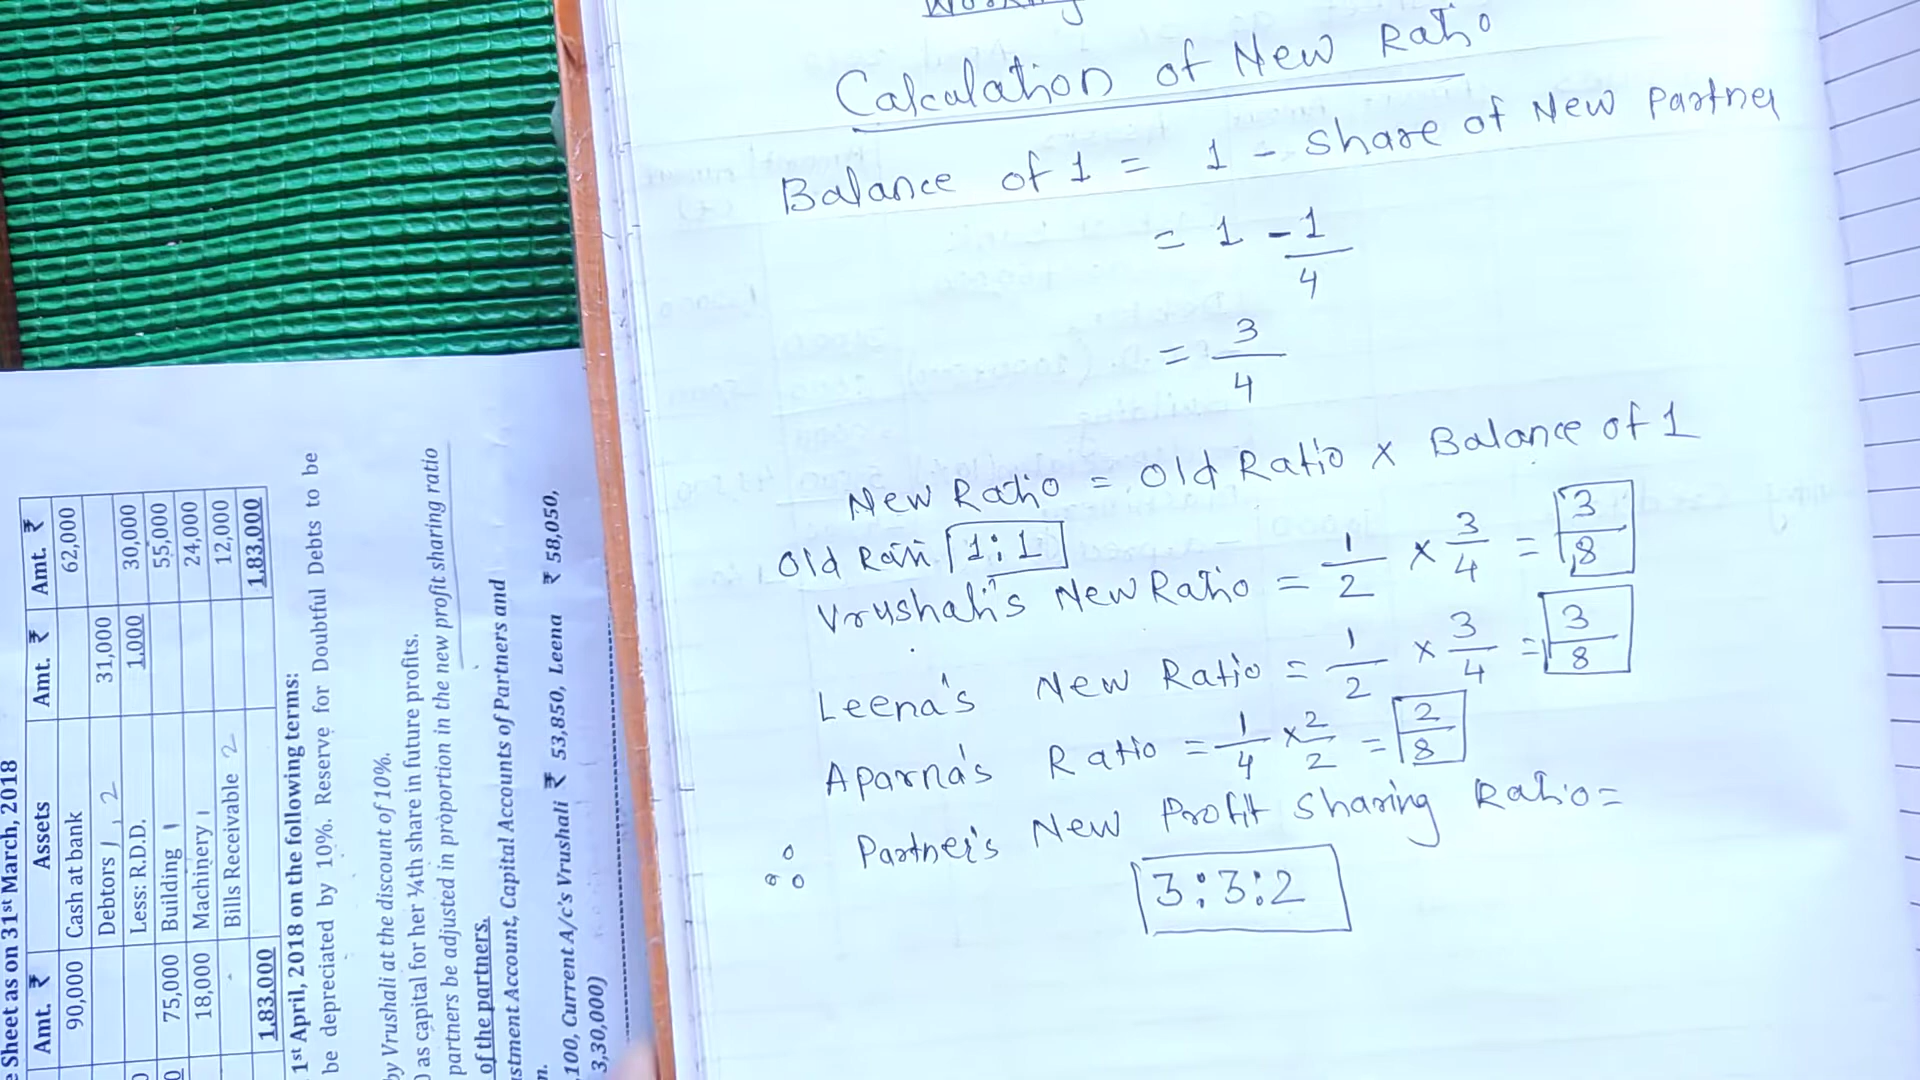 Calculation of New Ratio
Balance of 1 = 1 - Share of New Partner
= 1 - 1/4
= 3/4
New Ratio = Old Ratio x Balance of 1
Old Ratio 1:1
Vrushali's New Ratio = 1/2 x 3/4 = 3/8
Leena's New Ratio = 1/2 x 3/4 = 3/8
Aparna's Ratio = 1/4 x 2/2 = 2/8
∴ Partner's New Profit Sharing Ratio =
3:3:2
Sheet as on 31st March, 2018
Amt. ₹ Assets Amt. ₹ Amt. ₹
90,000 Cash at bank 62,000
Debtors 1, 2 31,000
Less: R.D.D. 1,000 30,000
75,000 Building 1 55,000
18,000 Machinery 1 24,000
Bills Receivable 2 12,000
1,83,000 1,83,000
1st April, 2018 on the following terms:
be depreciated by 10%. Reserve for Doubtful Debts to be
by Vrushali at the discount of 10%.
) as capital for her ¼th share in future profits.
partners be adjusted in proportion in the new profit sharing ratio
of the partners.
stment Account, Capital Accounts of Partners and
n.
,100, Current A/c's Vrushali ₹ 53,850, Leena ₹ 58,050,
3,30,000)